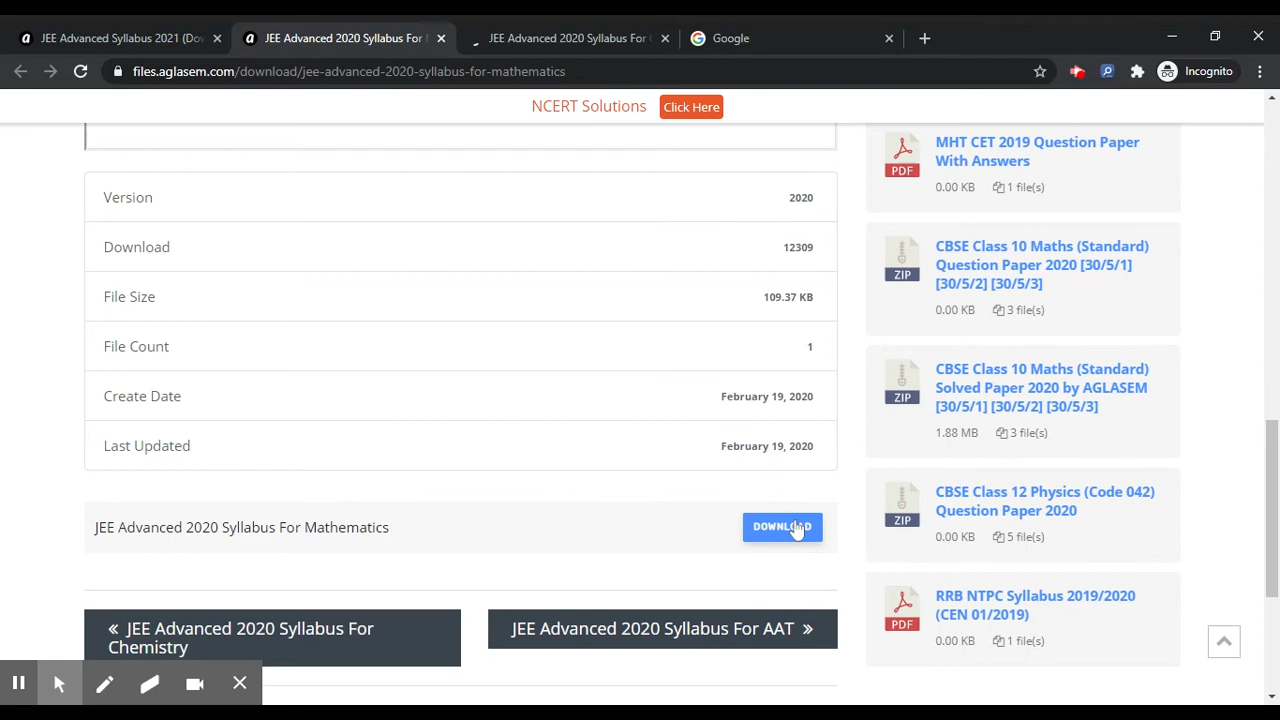 JEE Advanced Syllabus 2021 (Dow
JEE Advanced 2020 Syllabus For
JEE Advanced 2020 Syllabus For
Google
files.aglasem.com/download/jee-advanced-2020-syllabus-for-mathematics
Incognito
NCERT Solutions Click Here
Version 2020
Download 12309
File Size 109.37 KB
File Count 1
Create Date February 19, 2020
Last Updated February 19, 2020
JEE Advanced 2020 Syllabus For Mathematics DOWNLOAD
« JEE Advanced 2020 Syllabus For
Chemistry
JEE Advanced 2020 Syllabus For AAT »
PDF
MHT CET 2019 Question Paper
With Answers
0.00 KB 1 file(s)
ZIP
CBSE Class 10 Maths (Standard)
Question Paper 2020 [30/5/1]
[30/5/2] [30/5/3]
0.00 KB 3 file(s)
ZIP
CBSE Class 10 Maths (Standard)
Solved Paper 2020 by AGLASEM
[30/5/1] [30/5/2] [30/5/3]
1.88 MB 3 file(s)
ZIP
CBSE Class 12 Physics (Code 042)
Question Paper 2020
0.00 KB 5 file(s)
PDF
RRB NTPC Syllabus 2019/2020
(CEN 01/2019)
0.00 KB 1 file(s)